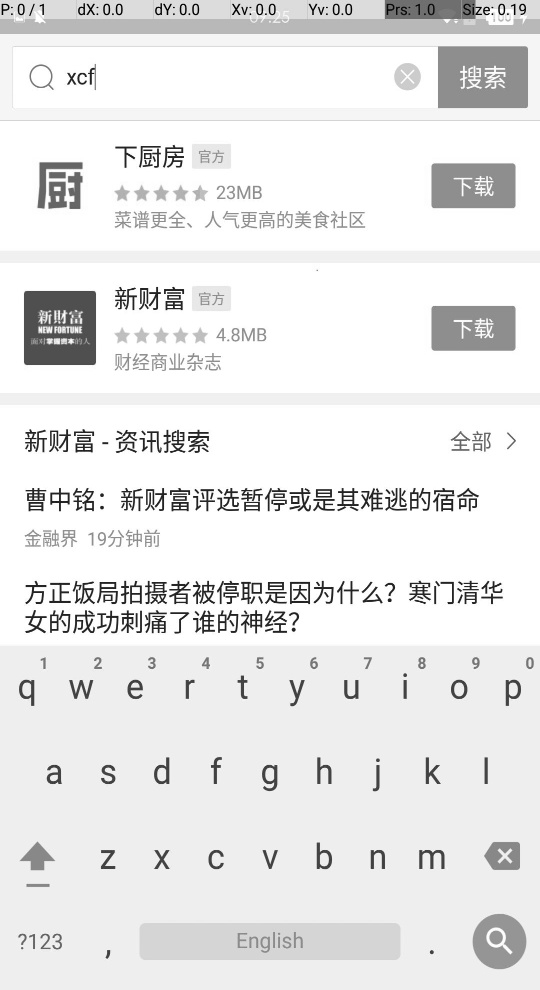 P: 0 / 1 dX: 0.0 dY: 0.0 Xv: 0.0 Yv: 0.0 Prs: 1.0 Size: 0.19
09:25 100
xcf 搜索
下厨房 官方
厨
23MB
菜谱更全、人气更高的美食社区
下载
新财富 官方
新財富
NEW FORTUNE
面对掌握资本的人
4.8MB
财经商业杂志
下载
新财富 - 资讯搜索 全部
曹中铭：新财富评选暂停或是其难逃的宿命
金融界 19分钟前
方正饭局拍摄者被停职是因为什么？寒门清华
女的成功刺痛了谁的神经？
1 2 3 4 5 6 7 8 9 0
q w e r t y u i o p
a s d f g h j k l
z x c v b n m
?123 , English .